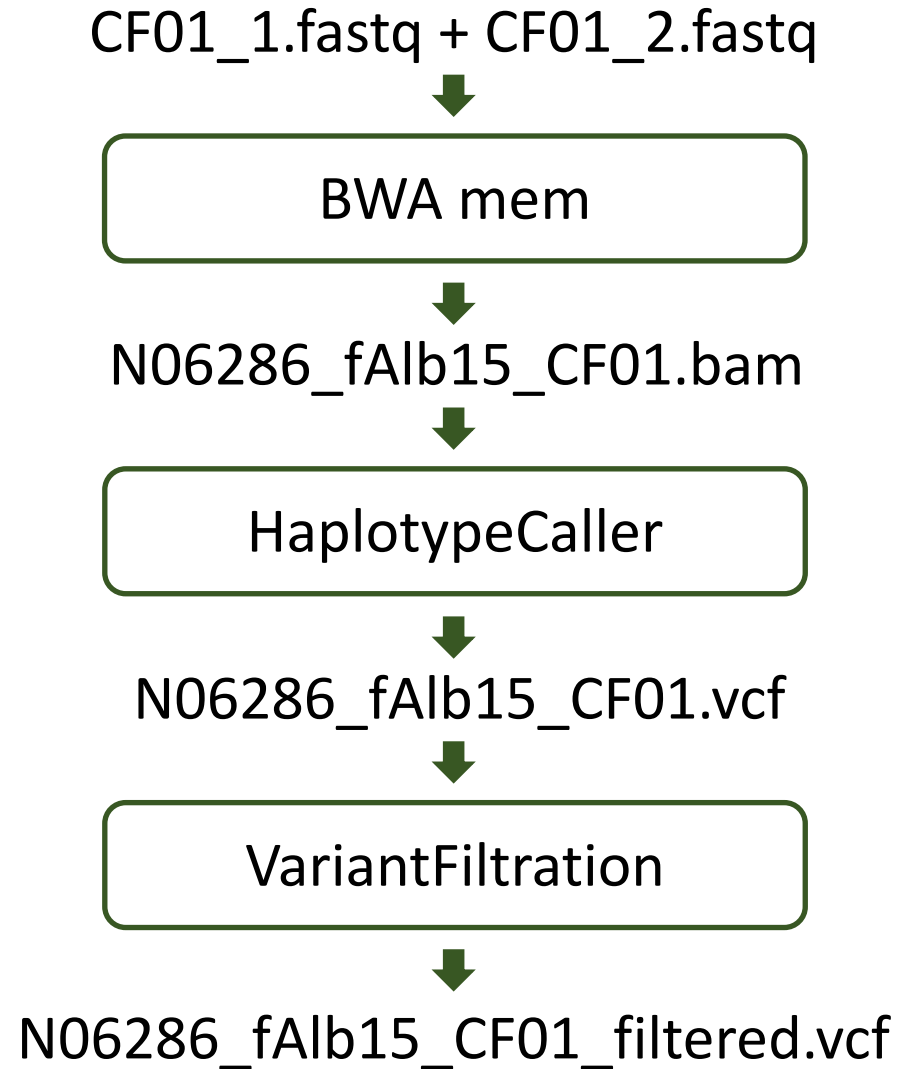 CF01_1.fastq + CF01_2.fastq
BWA mem
N06286_fAlb15_CF01.bam
HaplotypeCaller
N06286_fAlb15_CF01.vcf
VariantFiltration
N06286_fAlb15_CF01_filtered.vcf